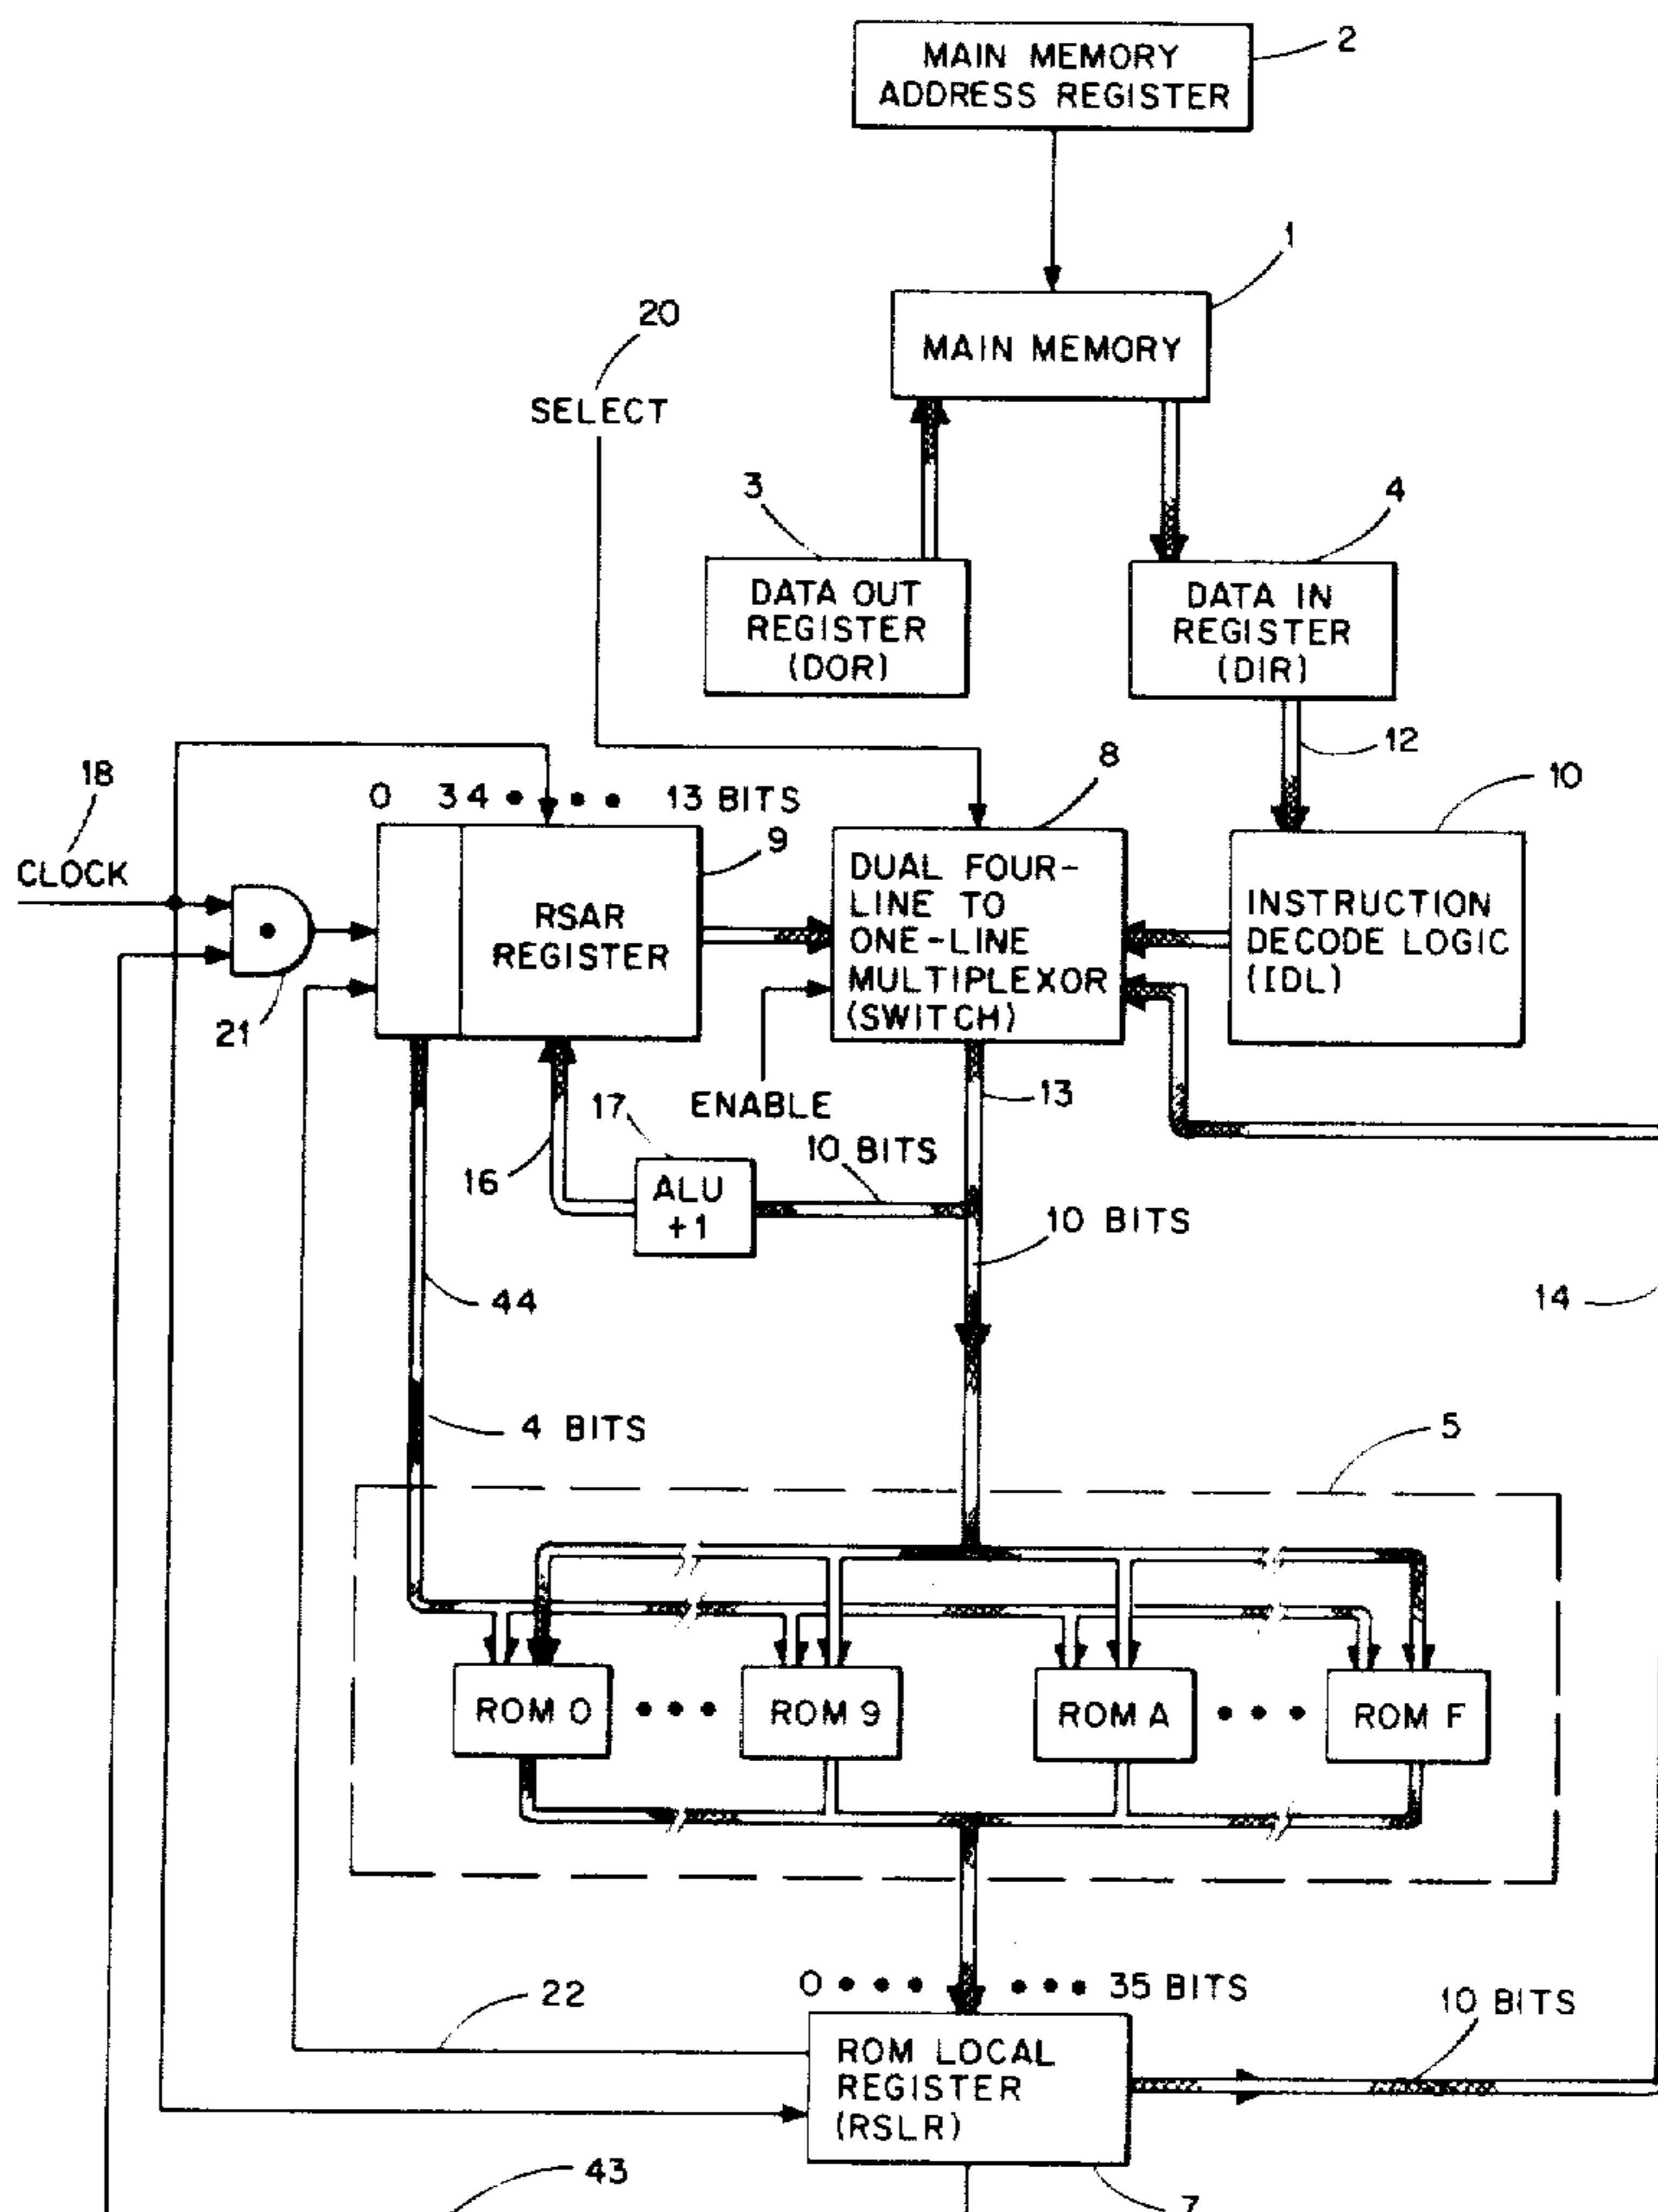 2
MAIN MEMORY
ADDRESS REGISTER
1
MAIN MEMORY
20
SELECT
3
4
DATA OUT
REGISTER
(DOR)
DATA IN
REGISTER
(DIR)
12
18
CLOCK
0 34 • • • • 13 BITS
9
8
10
RSAR
REGISTER
DUAL FOUR-
LINE TO
ONE-LINE
MULTIPLEXOR
(SWITCH)
INSTRUCTION
DECODE LOGIC
(IDL)
21
ENABLE
13
17
10 BITS
16
ALU
+1
10 BITS
44
14
4 BITS
5
ROM 0 • • • ROM 9
ROM A • • • ROM F
0 • • • • • • 35 BITS
22
10 BITS
ROM LOCAL
REGISTER
(RSLR)
43
7